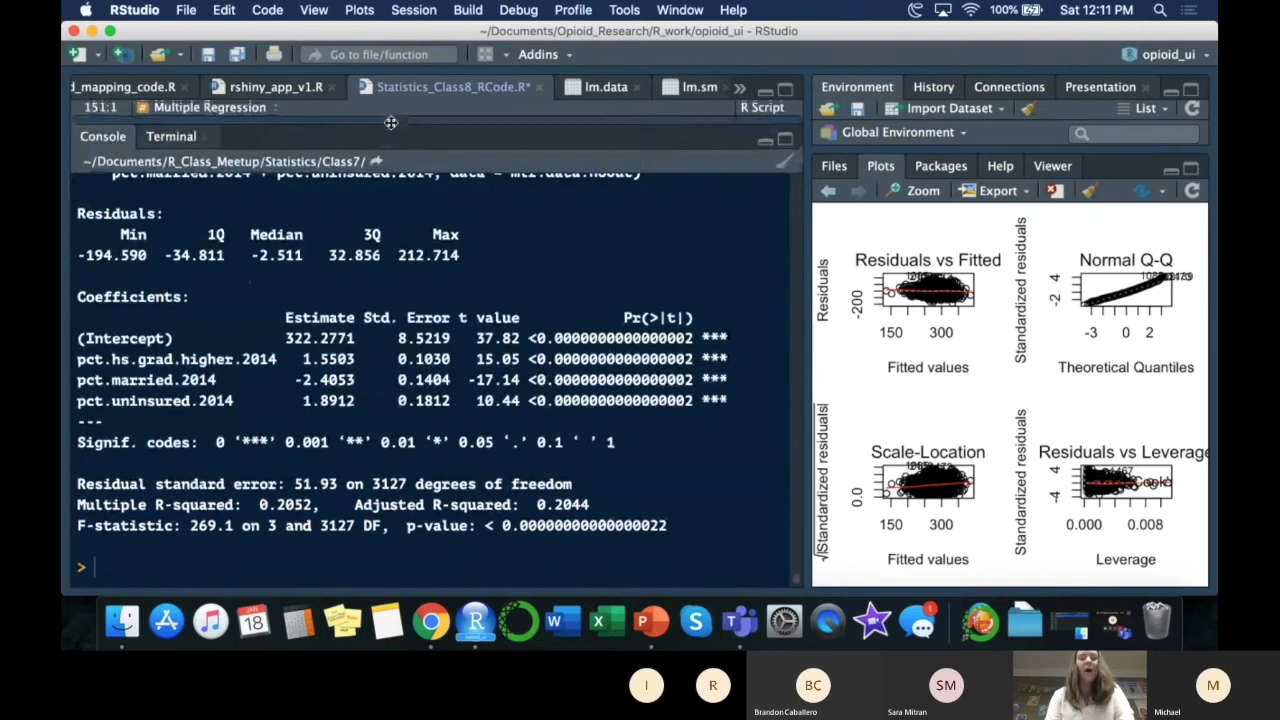 RStudio File Edit Code View Plots Session Build Debug Profile Tools Window Help 100% Sat 12:11 PM
~/Documents/Opioid_Research/R_work/opioid_ui - RStudio
Go to file/function Addins opioid_ui
d_mapping_code.R rshiny_app_v1.R Statistics_Class8_RCode.R* lm.data lm.sm
151:1 Multiple Regression R Script
Console Terminal
~/Documents/R_Class_Meetup/Statistics/Class7/
Residuals:
Min 1Q Median 3Q Max
-194.590 -34.811 -2.511 32.856 212.714
Coefficients:
Estimate Std. Error t value Pr(>|t|)
(Intercept) 322.2771 8.5219 37.82 <0.0000000000000002 ***
pct.hs.grad.higher.2014 1.5503 0.1030 15.05 <0.0000000000000002 ***
pct.married.2014 -2.4053 0.1404 -17.14 <0.0000000000000002 ***
pct.uninsured.2014 1.8912 0.1812 10.44 <0.0000000000000002 ***
---
Signif. codes: 0 ‘***’ 0.001 ‘**’ 0.01 ‘*’ 0.05 ‘.’ 0.1 ‘ ’ 1
Residual standard error: 51.93 on 3127 degrees of freedom
Multiple R-squared: 0.2052, Adjusted R-squared: 0.2044
F-statistic: 269.1 on 3 and 3127 DF, p-value: < 0.00000000000000022
>
Environment History Connections Presentation
Import Dataset List
Global Environment
Files Plots Packages Help Viewer
Zoom Export
Residuals vs Fitted
Residuals
-200
150 300
Fitted values
Normal Q-Q
Standardized residuals
4
-2
-3 0 2
Theoretical Quantiles
Scale-Location
√|Standardized residuals|
0.0
150 300
Fitted values
Residuals vs Leverage
Standardized residuals
4
-4
0.000 0.008
Leverage
JAN
18
1
I R BC SM M
Brandon Caballero Sara Mitran Michael